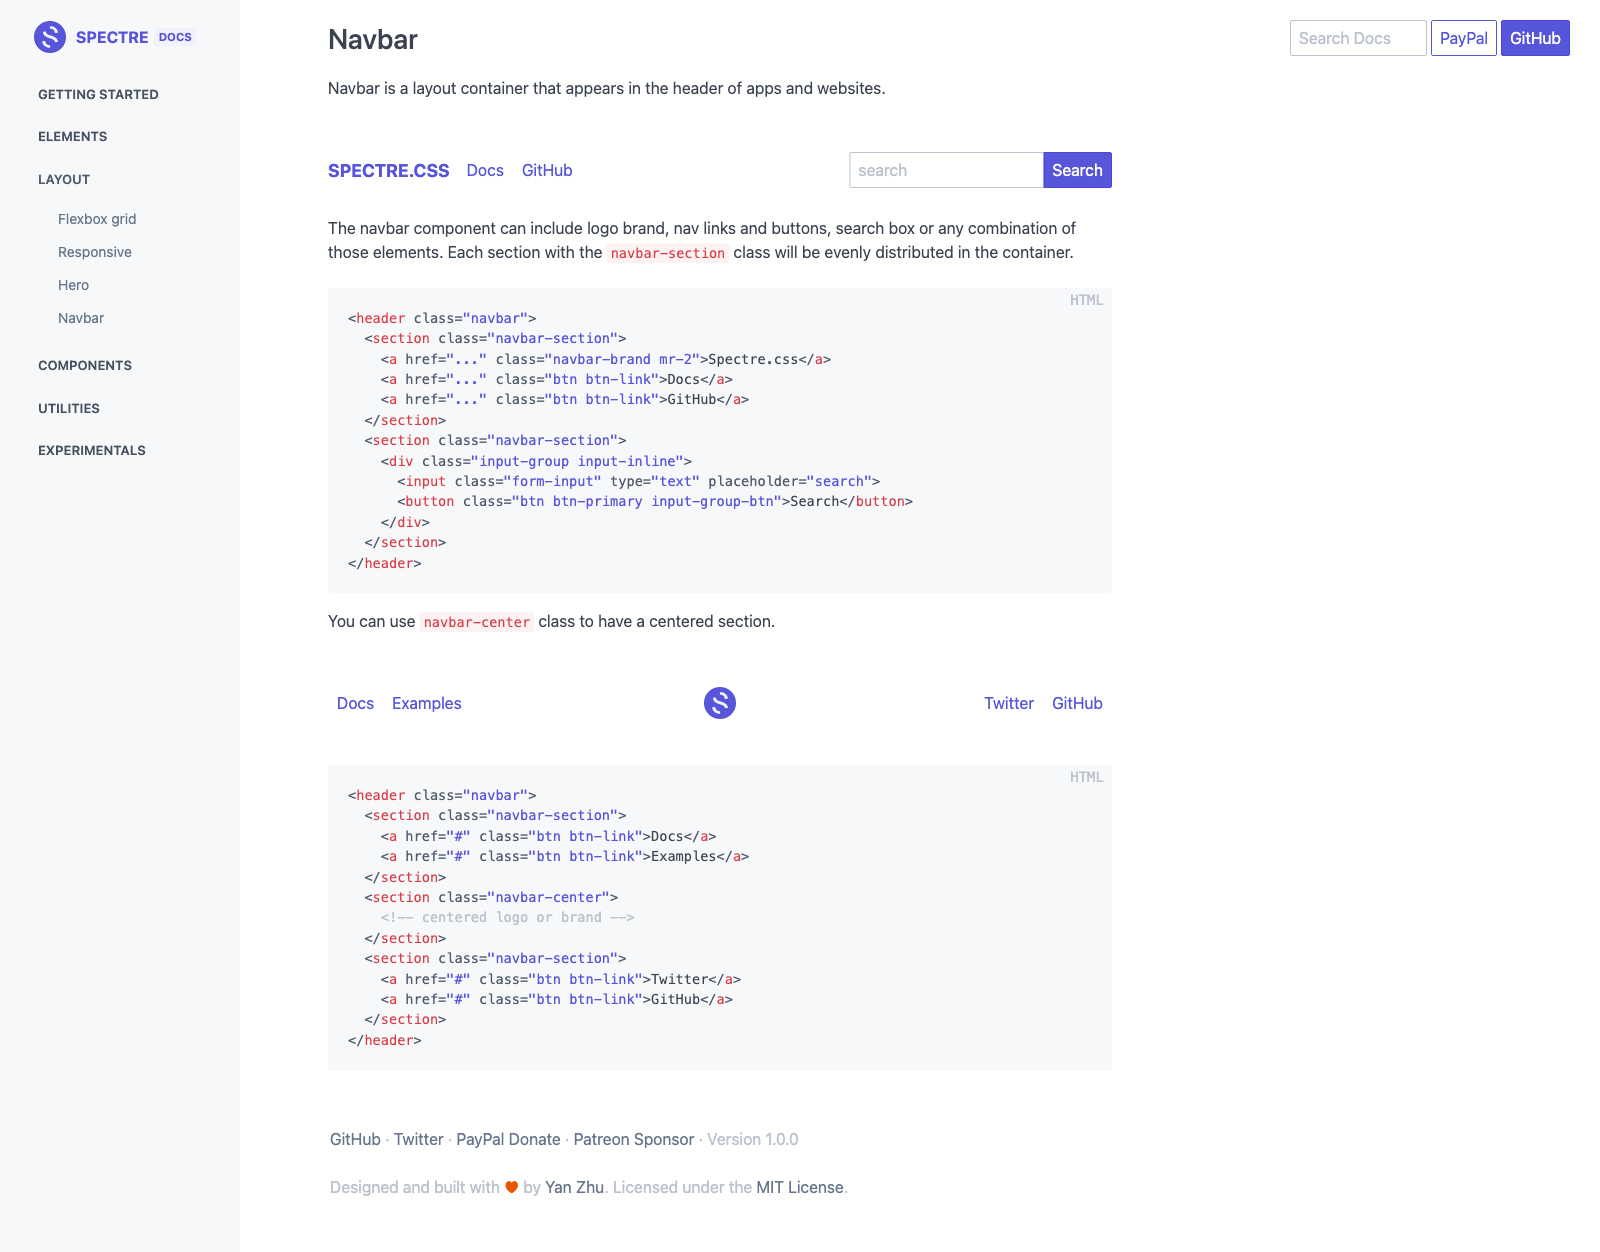 SPECTRE DOCS
GETTING STARTED
ELEMENTS
LAYOUT
Flexbox grid
Responsive
Hero
Navbar
COMPONENTS
UTILITIES
EXPERIMENTALS
Navbar
Search Docs
PayPal
GitHub
Navbar is a layout container that appears in the header of apps and websites.
SPECTRE.CSS Docs GitHub
search
Search
The navbar component can include logo brand, nav links and buttons, search box or any combination of
those elements. Each section with the navbar-section class will be evenly distributed in the container.
HTML
<header class="navbar">
  <section class="navbar-section">
    <a href="..." class="navbar-brand mr-2">Spectre.css</a>
    <a href="..." class="btn btn-link">Docs</a>
    <a href="..." class="btn btn-link">GitHub</a>
  </section>
  <section class="navbar-section">
    <div class="input-group input-inline">
      <input class="form-input" type="text" placeholder="search">
      <button class="btn btn-primary input-group-btn">Search</button>
    </div>
  </section>
</header>
You can use navbar-center class to have a centered section.
Docs Examples
Twitter GitHub
HTML
<header class="navbar">
  <section class="navbar-section">
    <a href="#" class="btn btn-link">Docs</a>
    <a href="#" class="btn btn-link">Examples</a>
  </section>
  <section class="navbar-center">
    <!-- centered logo or brand -->
  </section>
  <section class="navbar-section">
    <a href="#" class="btn btn-link">Twitter</a>
    <a href="#" class="btn btn-link">GitHub</a>
  </section>
</header>
GitHub · Twitter · PayPal Donate · Patreon Sponsor · Version 1.0.0
Designed and built with ♥ by Yan Zhu. Licensed under the MIT License.